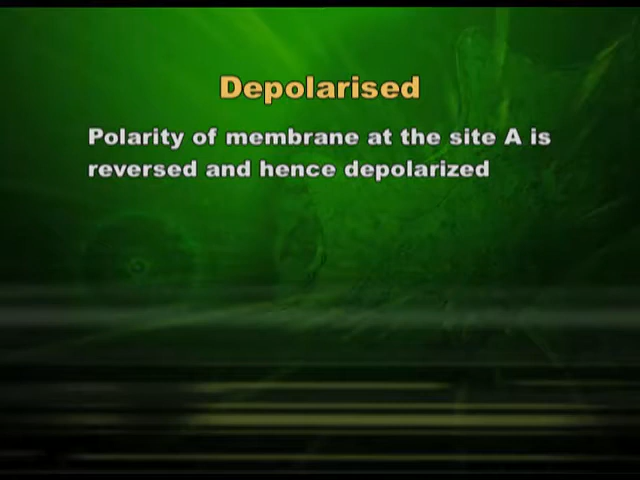 Depolarised
Polarity of membrane at the site A is
reversed and hence depolarized